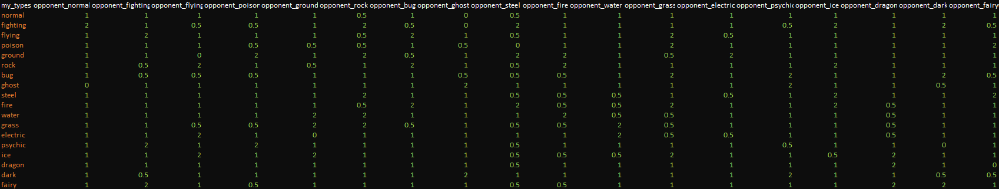 my_types opponent_normal opponent_fighting opponent_flying opponent_poison opponent_ground opponent_rock opponent_bug opponent_ghost opponent_steel opponent_fire opponent_water opponent_grass opponent_electric opponent_psychic opponent_ice opponent_dragon opponent_dark opponent_fairy
normal 1 1 1 1 1 0.5 1 0 0.5 1 1 1 1 1 1 1 1 1
fighting 2 1 0.5 0.5 1 2 0.5 0 2 1 1 1 1 0.5 2 1 2 0.5
flying 1 2 1 1 1 0.5 2 1 0.5 1 1 2 0.5 1 1 1 1 1
poison 1 1 1 0.5 0.5 0.5 1 0.5 0 1 1 2 1 1 1 1 1 2
ground 1 1 0 2 1 2 0.5 1 2 2 1 0.5 2 1 1 1 1 1
rock 1 0.5 2 1 0.5 1 2 1 0.5 2 1 1 1 1 2 1 1 1
bug 1 0.5 0.5 0.5 1 1 1 0.5 0.5 0.5 1 2 1 2 1 1 2 0.5
ghost 0 1 1 1 1 1 1 2 1 1 1 1 1 2 1 1 0.5 1
steel 1 1 1 1 1 2 1 1 0.5 0.5 0.5 1 0.5 1 2 1 1 2
fire 1 1 1 1 1 0.5 2 1 2 0.5 0.5 2 1 1 2 0.5 1 1
water 1 1 1 1 2 2 1 1 1 2 0.5 0.5 1 1 1 0.5 1 1
grass 1 1 0.5 0.5 2 2 0.5 1 0.5 0.5 2 0.5 1 1 1 0.5 1 1
electric 1 1 2 1 0 1 1 1 1 1 2 0.5 0.5 1 1 0.5 1 1
psychic 1 2 1 2 1 1 1 1 0.5 1 1 1 1 0.5 1 1 0 1
ice 1 1 2 1 2 1 1 1 0.5 0.5 0.5 2 1 1 0.5 2 1 1
dragon 1 1 1 1 1 1 1 1 0.5 1 1 1 1 1 1 2 1 0
dark 1 0.5 1 1 1 1 1 2 1 1 1 1 1 2 1 1 0.5 0.5
fairy 1 2 1 0.5 1 1 1 1 0.5 0.5 1 1 1 1 1 2 2 1